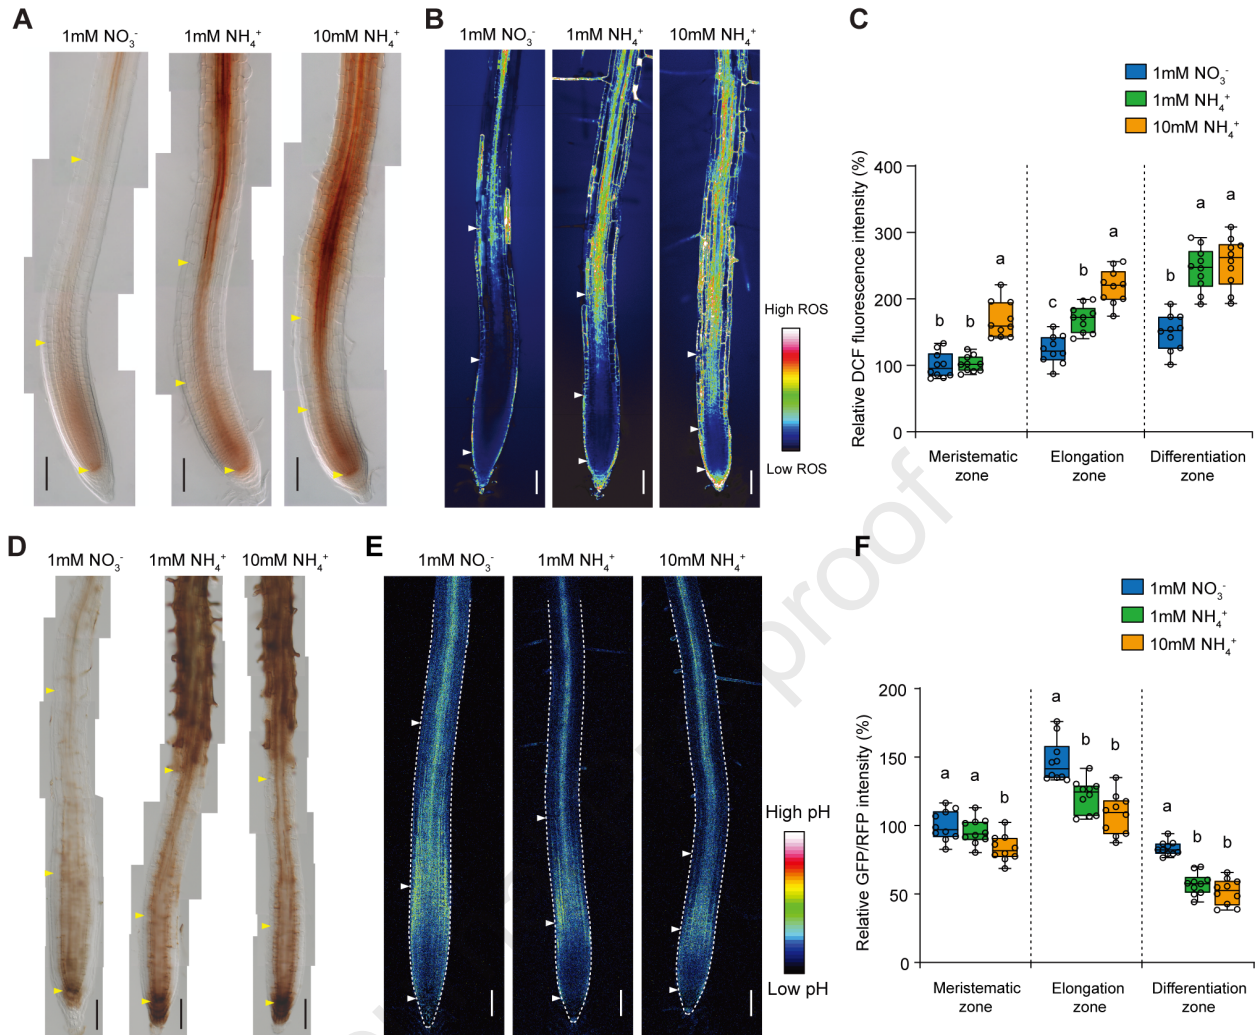 A
1mM NO₃⁻
1mM NH₄⁺
10mM NH₄⁺
B
1mM NO₃⁻
1mM NH₄⁺
10mM NH₄⁺
High ROS
Low ROS
C
1mM NO₃⁻
1mM NH₄⁺
10mM NH₄⁺
Relative DCF fluorescence intensity (%)
400
300
200
100
0
b
b
a
c
b
a
b
a
a
Meristematic
zone
Elongation
zone
Differentiation
zone
D
1mM NO₃⁻
1mM NH₄⁺
10mM NH₄⁺
E
1mM NO₃⁻
1mM NH₄⁺
10mM NH₄⁺
High pH
Low pH
F
1mM NO₃⁻
1mM NH₄⁺
10mM NH₄⁺
Relative GFP/RFP intensity (%)
200
150
100
50
0
a
a
b
a
b
b
a
b
b
Meristematic
zone
Elongation
zone
Differentiation
zone
proof